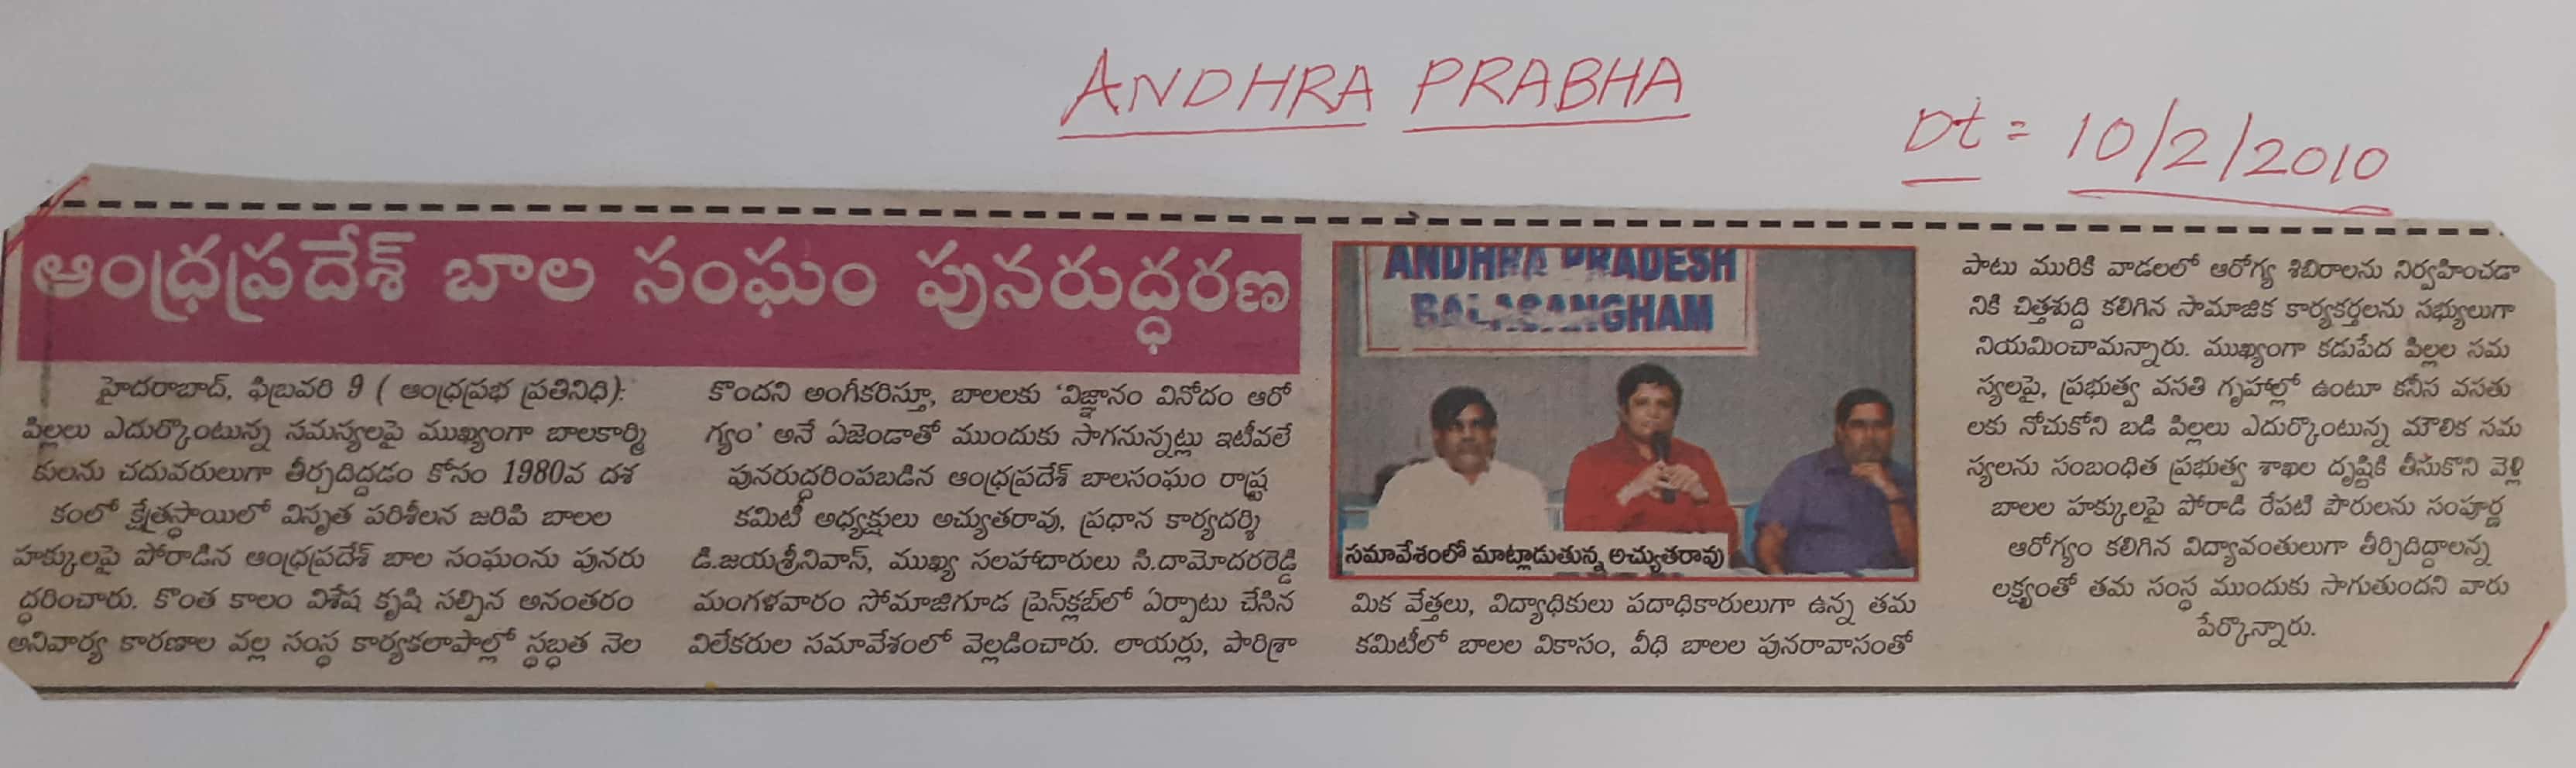 ANDHRA PRABHA
Dt = 10/2/2010
ఆంధ్రప్రదేశ్ బాల సంఘం పునరుద్ధరణ
హైదరాబాద్, ఫిబ్రవరి 9 ( ఆంధ్రప్రభ ప్రతినిధి):
పిల్లలు ఎదుర్కొంటున్న సమస్యలపై ముఖ్యంగా బాలకార్మి
కులను చదువరులుగా తీర్చదిద్దడం కోసం 1980వ దశ
కంలో క్షేత్రస్థాయిలో విస్తృత పరిశీలన జరిపి బాలల
హక్కులపై పోరాడిన ఆంధ్రప్రదేశ్ బాల సంఘంను పునరు
ద్ధరించారు. కొంత కాలం విశేష కృషి సల్పిన అనంతరం
అనివార్య కారణాల వల్ల సంస్థ కార్యకలాపాల్లో స్థబ్ధత నెల
కొందని అంగీకరిస్తూ, బాలలకు 'విజ్ఞానం వినోదం ఆరో
గ్యం' అనే ఏజెండాతో ముందుకు సాగనున్నట్లు ఇటీవలే
పునరుద్ధరింపబడిన ఆంధ్రప్రదేశ్ బాలసంఘం రాష్ట్ర
కమిటీ అధ్యక్షులు అచ్యుతరావు, ప్రధాన కార్యదర్శి
డి.జయశ్రీనివాస్, ముఖ్య సలహాదారులు సి.దామోదరరెడ్డి
మంగళవారం సోమాజిగూడ ప్రెస్‌క్లబ్‌లో ఏర్పాటు చేసిన
విలేకరుల సమావేశంలో వెల్లడించారు. లాయర్లు, పారిశ్రా
ANDHRA PRADESH
BALASANGHAM
సమావేశంలో మాట్లాడుతున్న అచ్యుతరావు
మిక వేత్తలు, విద్యాధికులు పదాధికారులుగా ఉన్న తమ
కమిటీలో బాలల వికాసం, వీధి బాలల పునరావాసంతో
పాటు మురికి వాడలలో ఆరోగ్య శిబిరాలను నిర్వహించడా
నికి చిత్తశుద్ది కలిగిన సామాజిక కార్యకర్తలను సభ్యులుగా
నియమించామన్నారు. ముఖ్యంగా కడుపేద పిల్లల సమ
స్యలపై, ప్రభుత్వ వసతి గృహాల్లో ఉంటూ కనీస వసతు
లకు నోచుకోని బడి పిల్లలు ఎదుర్కొంటున్న మౌలిక సమ
స్యలను సంబంధిత ప్రభుత్వ శాఖల దృష్టికి తీసుకొని వెళ్లి
బాలల హక్కులపై పోరాడి రేపటి పౌరులను సంపూర్ణ
ఆరోగ్యం కలిగిన విద్యావంతులుగా తీర్చిదిద్దాలన్న
లక్ష్యంతో తమ సంస్థ ముందుకు సాగుతుందని వారు
పేర్కొన్నారు.